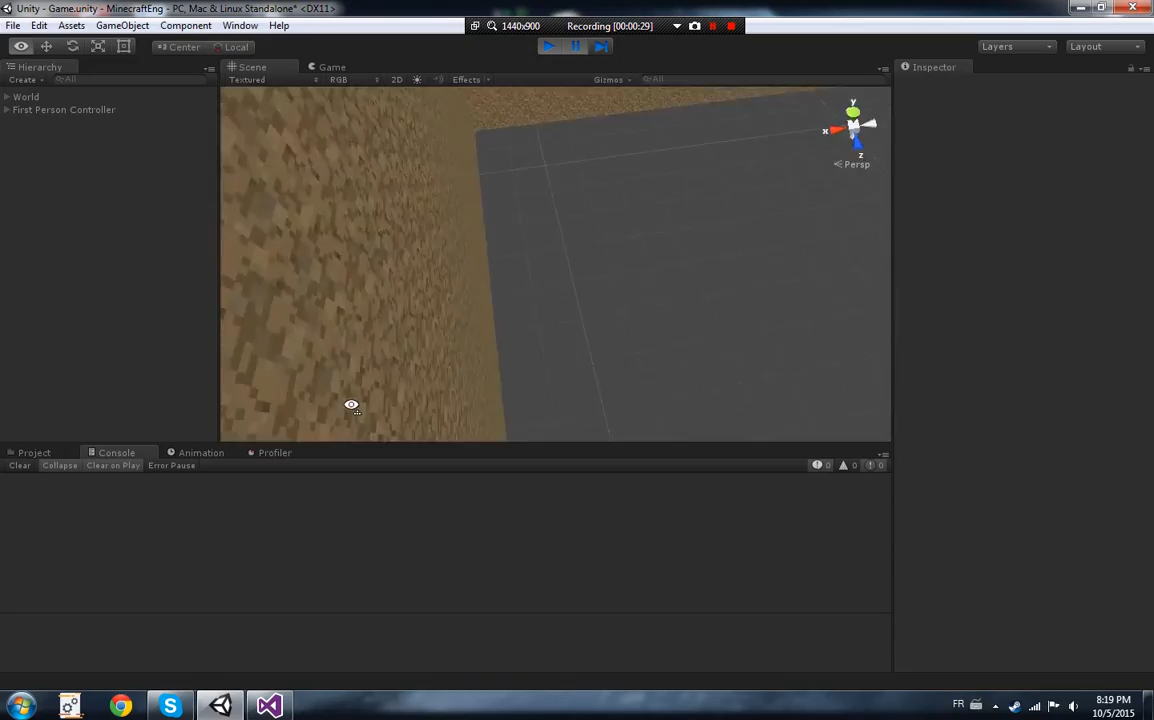 Unity - Game.unity - MinecraftEng - PC, Mac & Linux Standalone* <DX11>
File Edit Assets GameObject Component Window Help
1440x900 Recording [00:00:29]
Center Local Layers Layout
Hierarchy Scene Game Inspector
Create All Textured RGB 2D Effects Gizmos All
World
First Person Controller
y
x
z
Persp
Project Console Animation Profiler
Clear Collapse Clear on Play Error Pause 0 0 0
FR 8:19 PM
10/5/2015